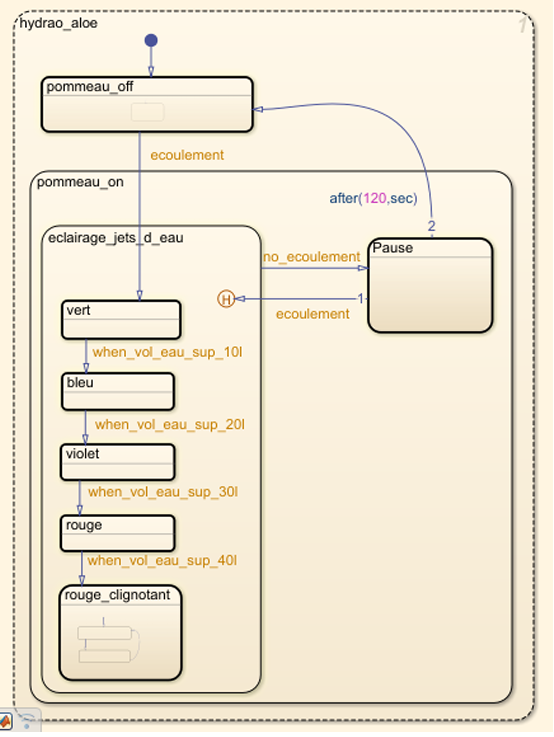 hydrao_aloe
1
pommeau_off
ecoulement
pommeau_on
after(120,sec)
2
eclairage_jets_d_eau
Pause
no_ecoulement
H
1
ecoulement
vert
when_vol_eau_sup_10l
bleu
when_vol_eau_sup_20l
violet
when_vol_eau_sup_30l
rouge
when_vol_eau_sup_40l
rouge_clignotant